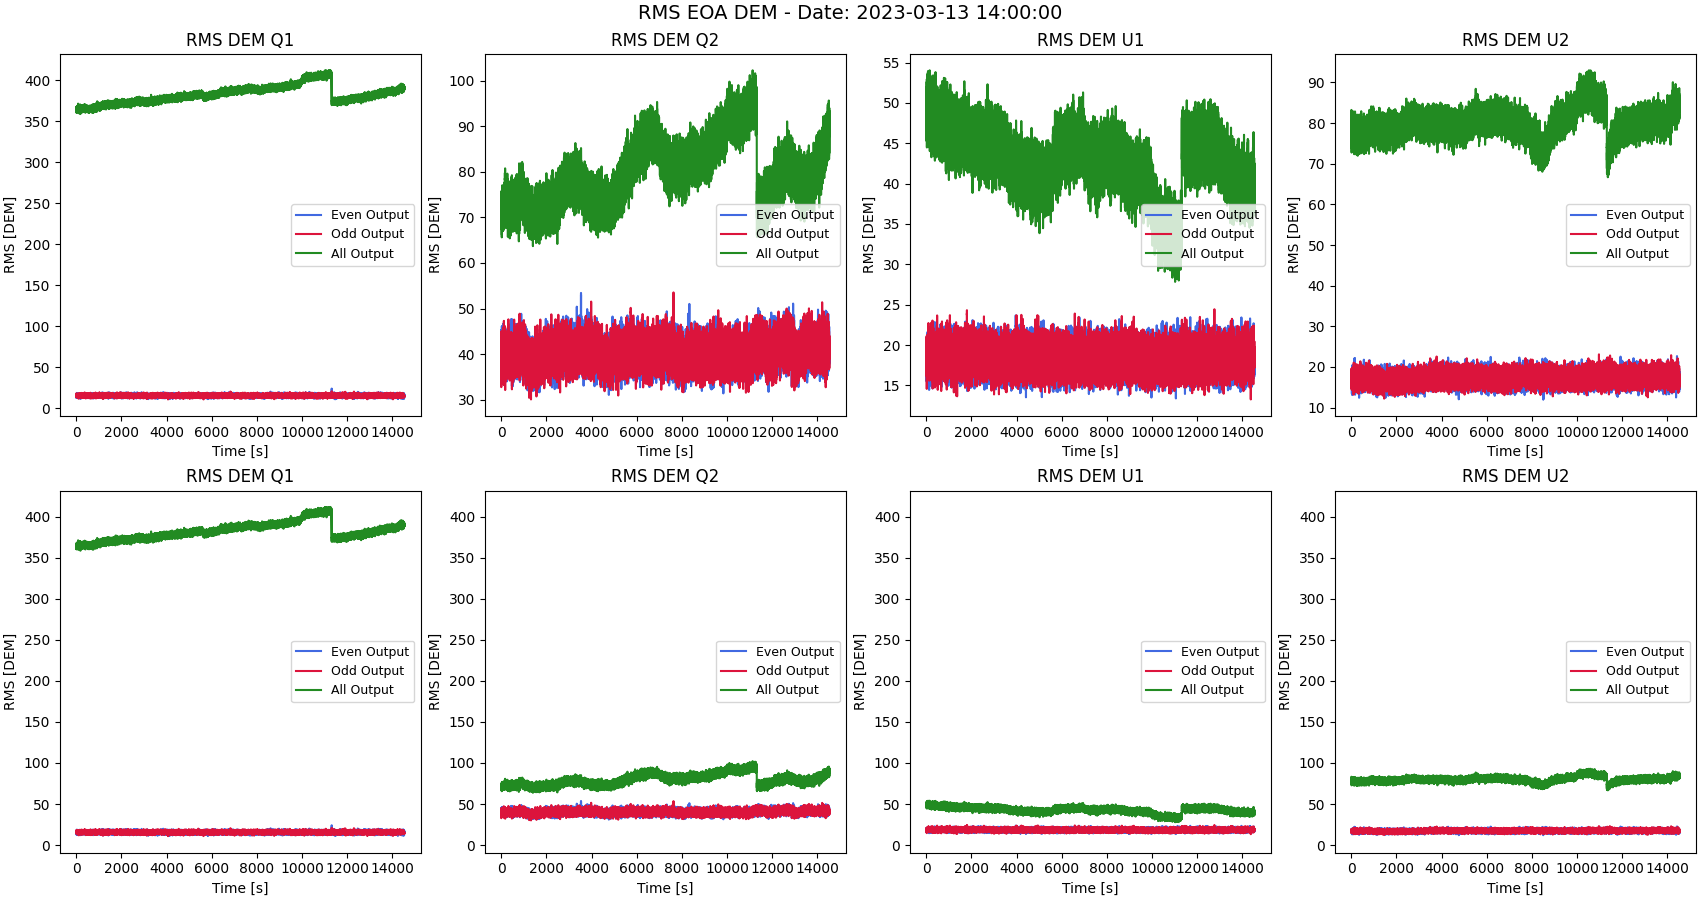 RMS EOA DEM - Date: 2023-03-13 14:00:00
RMS DEM Q1
RMS [DEM]
400
350
300
250
200
150
100
50
0
Even Output
Odd Output
All Output
0 2000 4000 6000 8000 10000 12000 14000
Time [s]
RMS DEM Q2
RMS [DEM]
100
90
80
70
60
50
40
30
Even Output
Odd Output
All Output
0 2000 4000 6000 8000 10000 12000 14000
Time [s]
RMS DEM U1
RMS [DEM]
55
50
45
40
35
30
25
20
15
Even Output
Odd Output
All Output
0 2000 4000 6000 8000 10000 12000 14000
Time [s]
RMS DEM U2
RMS [DEM]
90
80
70
60
50
40
30
20
10
Even Output
Odd Output
All Output
0 2000 4000 6000 8000 10000 12000 14000
Time [s]
RMS DEM Q1
RMS [DEM]
400
350
300
250
200
150
100
50
0
Even Output
Odd Output
All Output
0 2000 4000 6000 8000 10000 12000 14000
Time [s]
RMS DEM Q2
RMS [DEM]
400
350
300
250
200
150
100
50
0
Even Output
Odd Output
All Output
0 2000 4000 6000 8000 10000 12000 14000
Time [s]
RMS DEM U1
RMS [DEM]
400
350
300
250
200
150
100
50
0
Even Output
Odd Output
All Output
0 2000 4000 6000 8000 10000 12000 14000
Time [s]
RMS DEM U2
RMS [DEM]
400
350
300
250
200
150
100
50
0
Even Output
Odd Output
All Output
0 2000 4000 6000 8000 10000 12000 14000
Time [s]